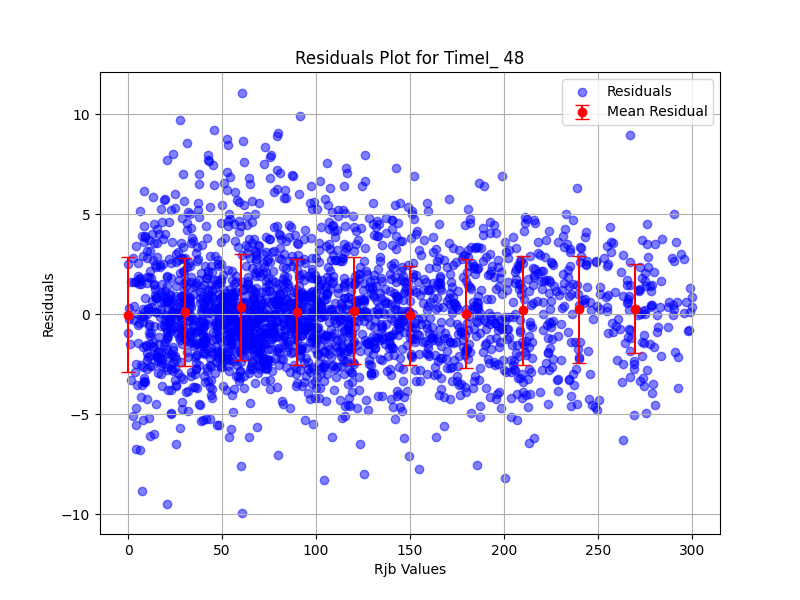 Residuals Plot for TimeI_ 48
Residuals
Mean Residual
10
5
0
−5
−10
Residuals
0
50
100
150
200
250
300
Rjb Values